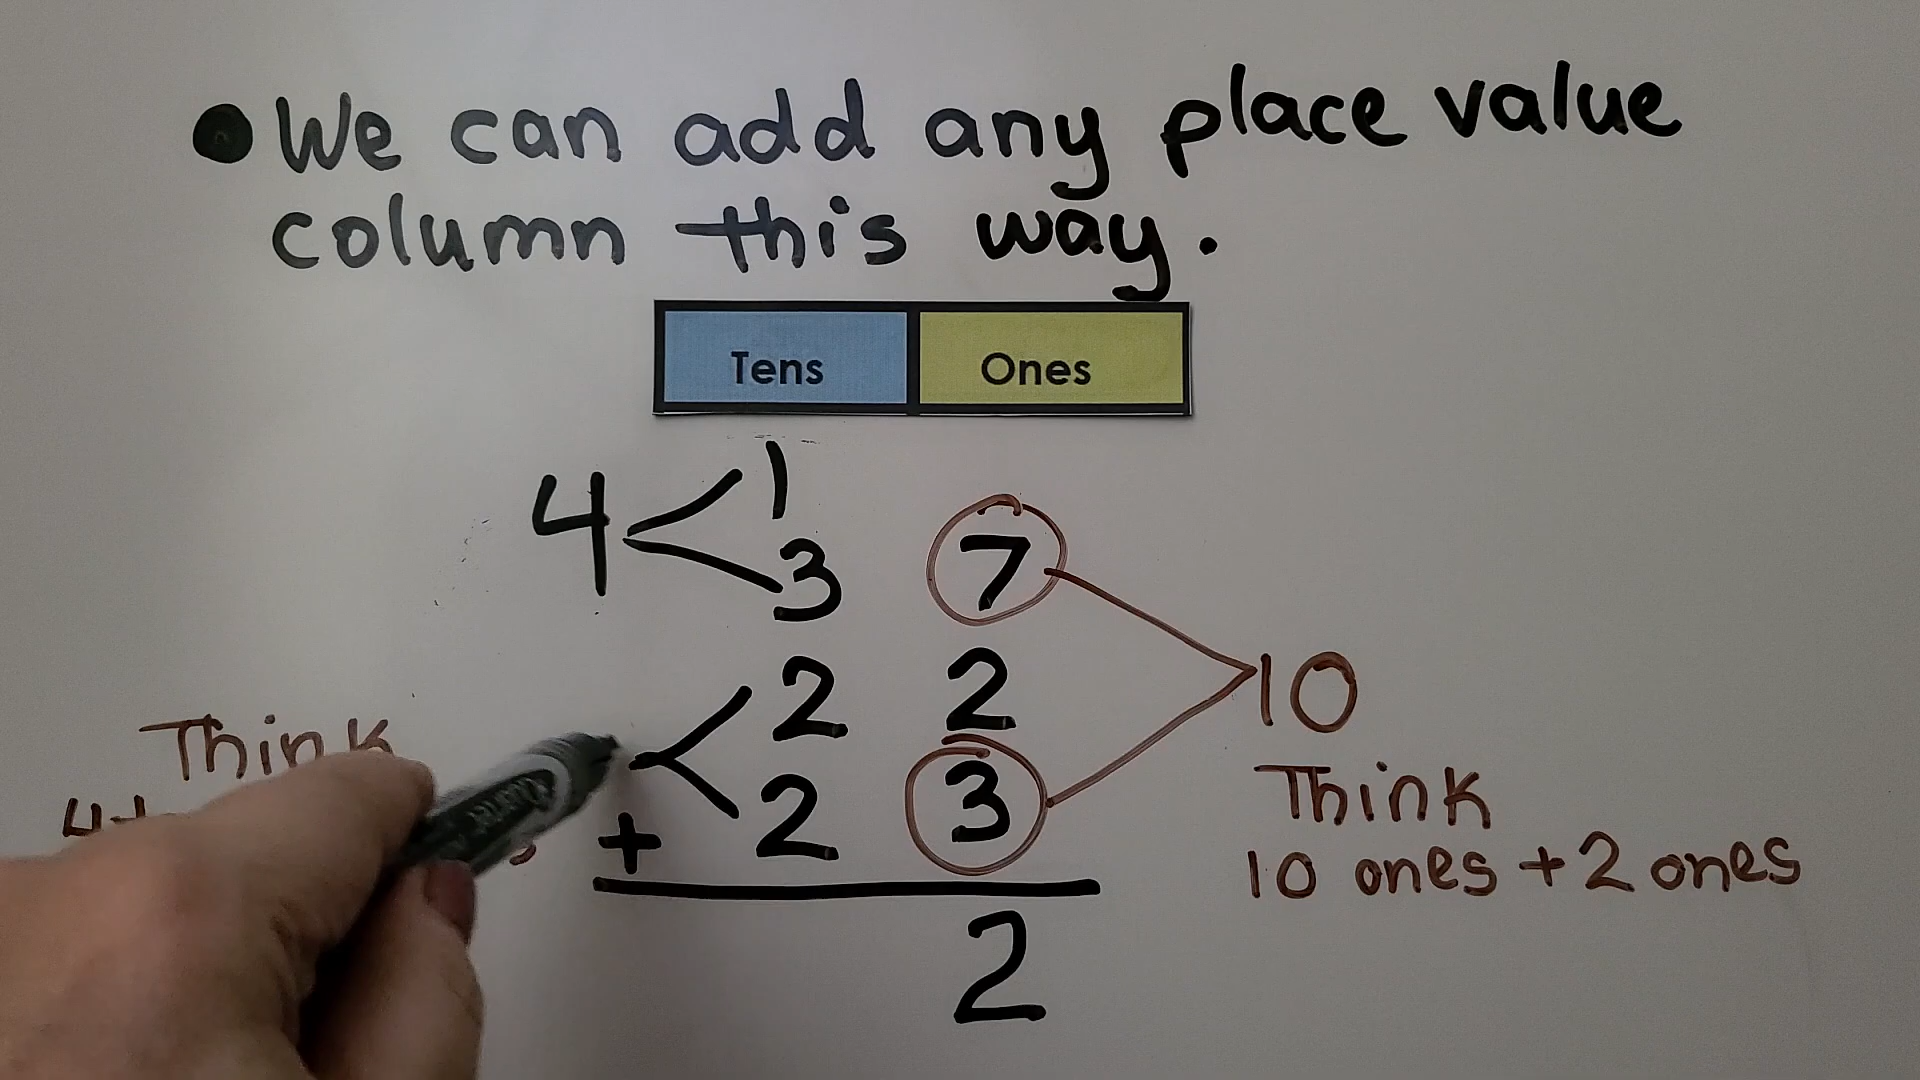 • We can add any place value
column this way.
Tens Ones
1
4 3 7
2 2 10
+ 2 3
2
Think
Think
10 ones + 2 ones